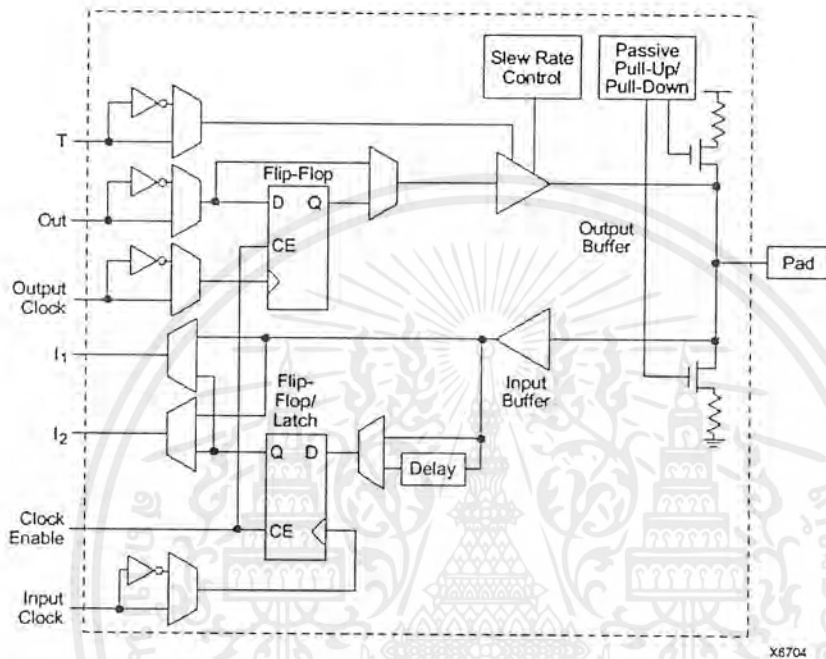 Slew Rate
Control
Passive
Pull-Up/
Pull-Down
T
Flip-Flop
D Q
Out
CE
Output
Buffer
Output
Clock
Pad
I1
Flip-
Flop/
Latch
Input
Buffer
I2
Q D
Delay
Clock
Enable
CE
Input
Clock
X6704